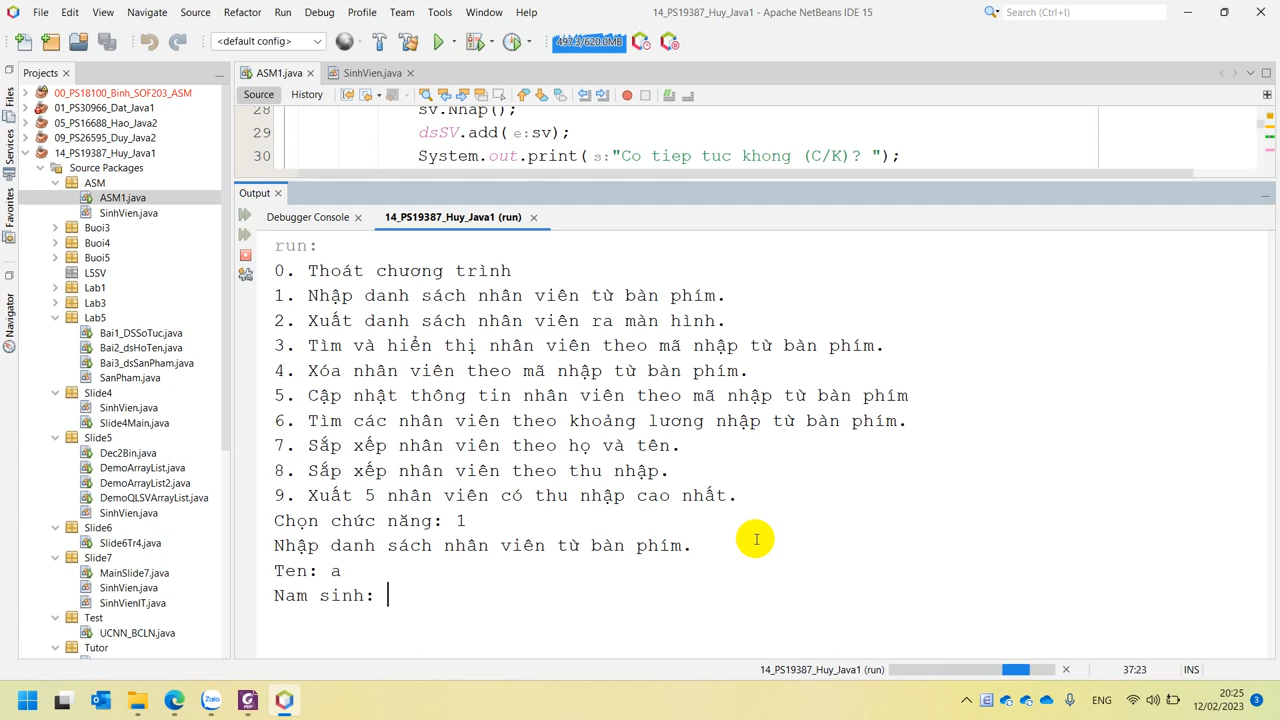 File Edit View Navigate Source Refactor Run Debug Profile Team Tools Window Help
14_PS19387_Huy_Java1 - Apache NetBeans IDE 15
Search (Ctrl+I)
<default config>
497.3/620.0MB
Projects
00_PS18100_Binh_SOF203_ASM
01_PS30966_Dat_Java1
05_PS16688_Hao_Java2
09_PS26595_Duy_Java2
14_PS19387_Huy_Java1
Source Packages
ASM
ASM1.java
SinhVien.java
Buoi3
Buoi4
Buoi5
L5SV
Lab1
Lab3
Lab5
Bai1_DSSoTuc.java
Bai2_dsHoTen.java
Bai3_dsSanPham.java
SanPham.java
Slide4
SinhVien.java
Slide4Main.java
Slide5
Dec2Bin.java
DemoArrayList.java
DemoArrayList2.java
DemoQLSVArrayList.java
SinhVien.java
Slide6
Slide6Tr4.java
Slide7
MainSlide7.java
SinhVien.java
SinhVienIT.java
Test
UCNN_BCLN.java
Tutor
Files
Services
Favorites
Navigator
ASM1.java SinhVien.java
Source History
28 sv.Nhap();
29 dsSV.add(e:sv);
30 System.out.print(s:"Co tiep tuc khong (C/K)? ");
Output
Debugger Console 14_PS19387_Huy_Java1 (run)
run:
0. Thoát chương trình
1. Nhập danh sách nhân viên từ bàn phím.
2. Xuất danh sách nhân viên ra màn hình.
3. Tìm và hiển thị nhân viên theo mã nhập từ bàn phím.
4. Xóa nhân viên theo mã nhập từ bàn phím.
5. Cập nhật thông tin nhân viên theo mã nhập từ bàn phím
6. Tìm các nhân viên theo khoảng lương nhập từ bàn phím.
7. Sắp xếp nhân viên theo họ và tên.
8. Sắp xếp nhân viên theo thu nhập.
9. Xuất 5 nhân viên có thu nhập cao nhất.
Chọn chức năng: 1
Nhập danh sách nhân viên từ bàn phím.
Ten: a
Nam sinh:
14_PS19387_Huy_Java1 (run)
37:23
INS
Zalo
ENG
20:25
12/02/2023
3